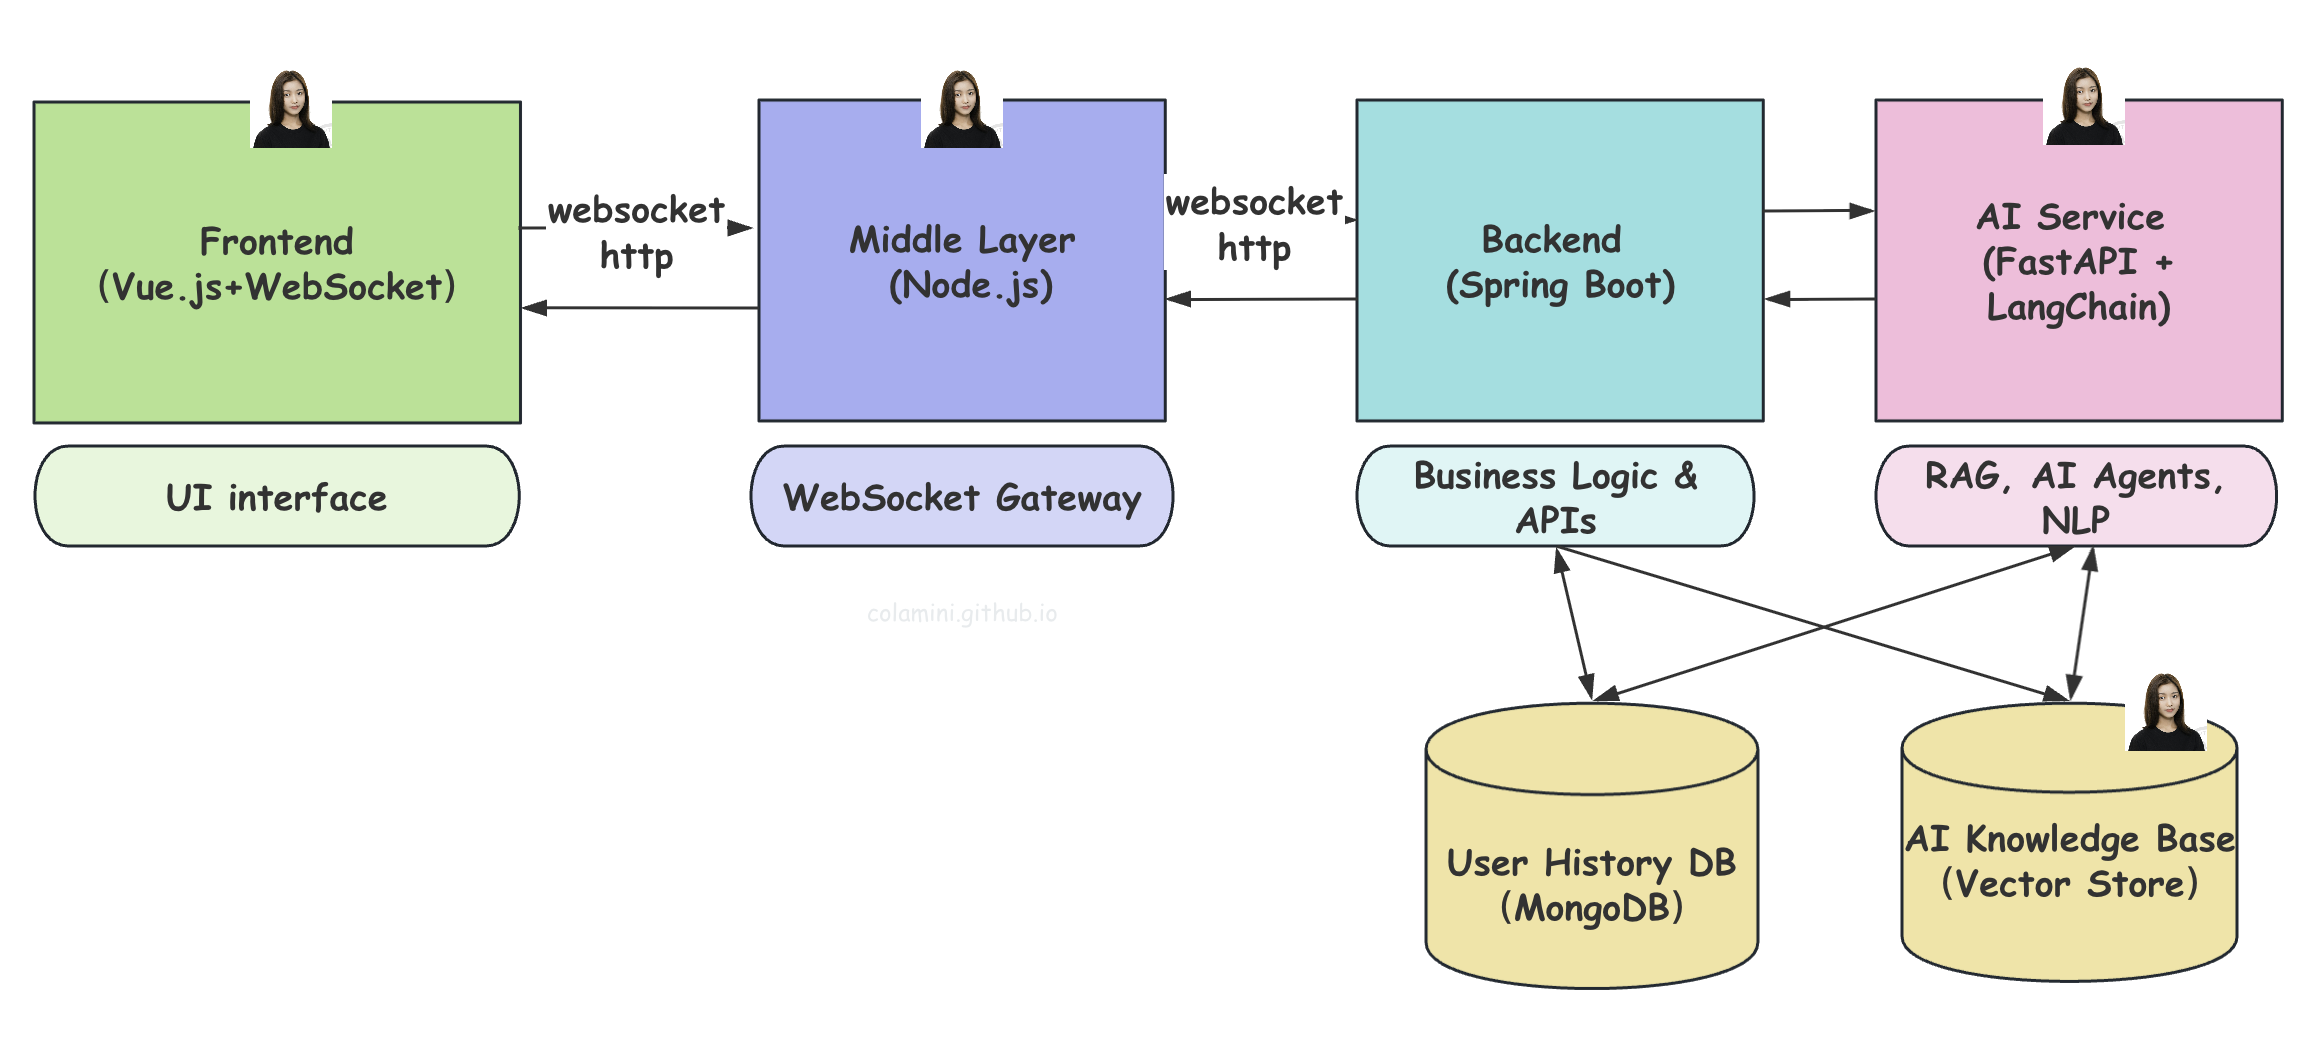 Frontend
(Vue.js+WebSocket)
websocket
http
Middle Layer
(Node.js)
websocket
http
Backend
(Spring Boot)
AI Service
(FastAPI +
LangChain)
UI interface
WebSocket Gateway
Business Logic &
APIs
RAG, AI Agents,
NLP
colamini.github.io
User History DB
(MongoDB)
AI Knowledge Base
(Vector Store)